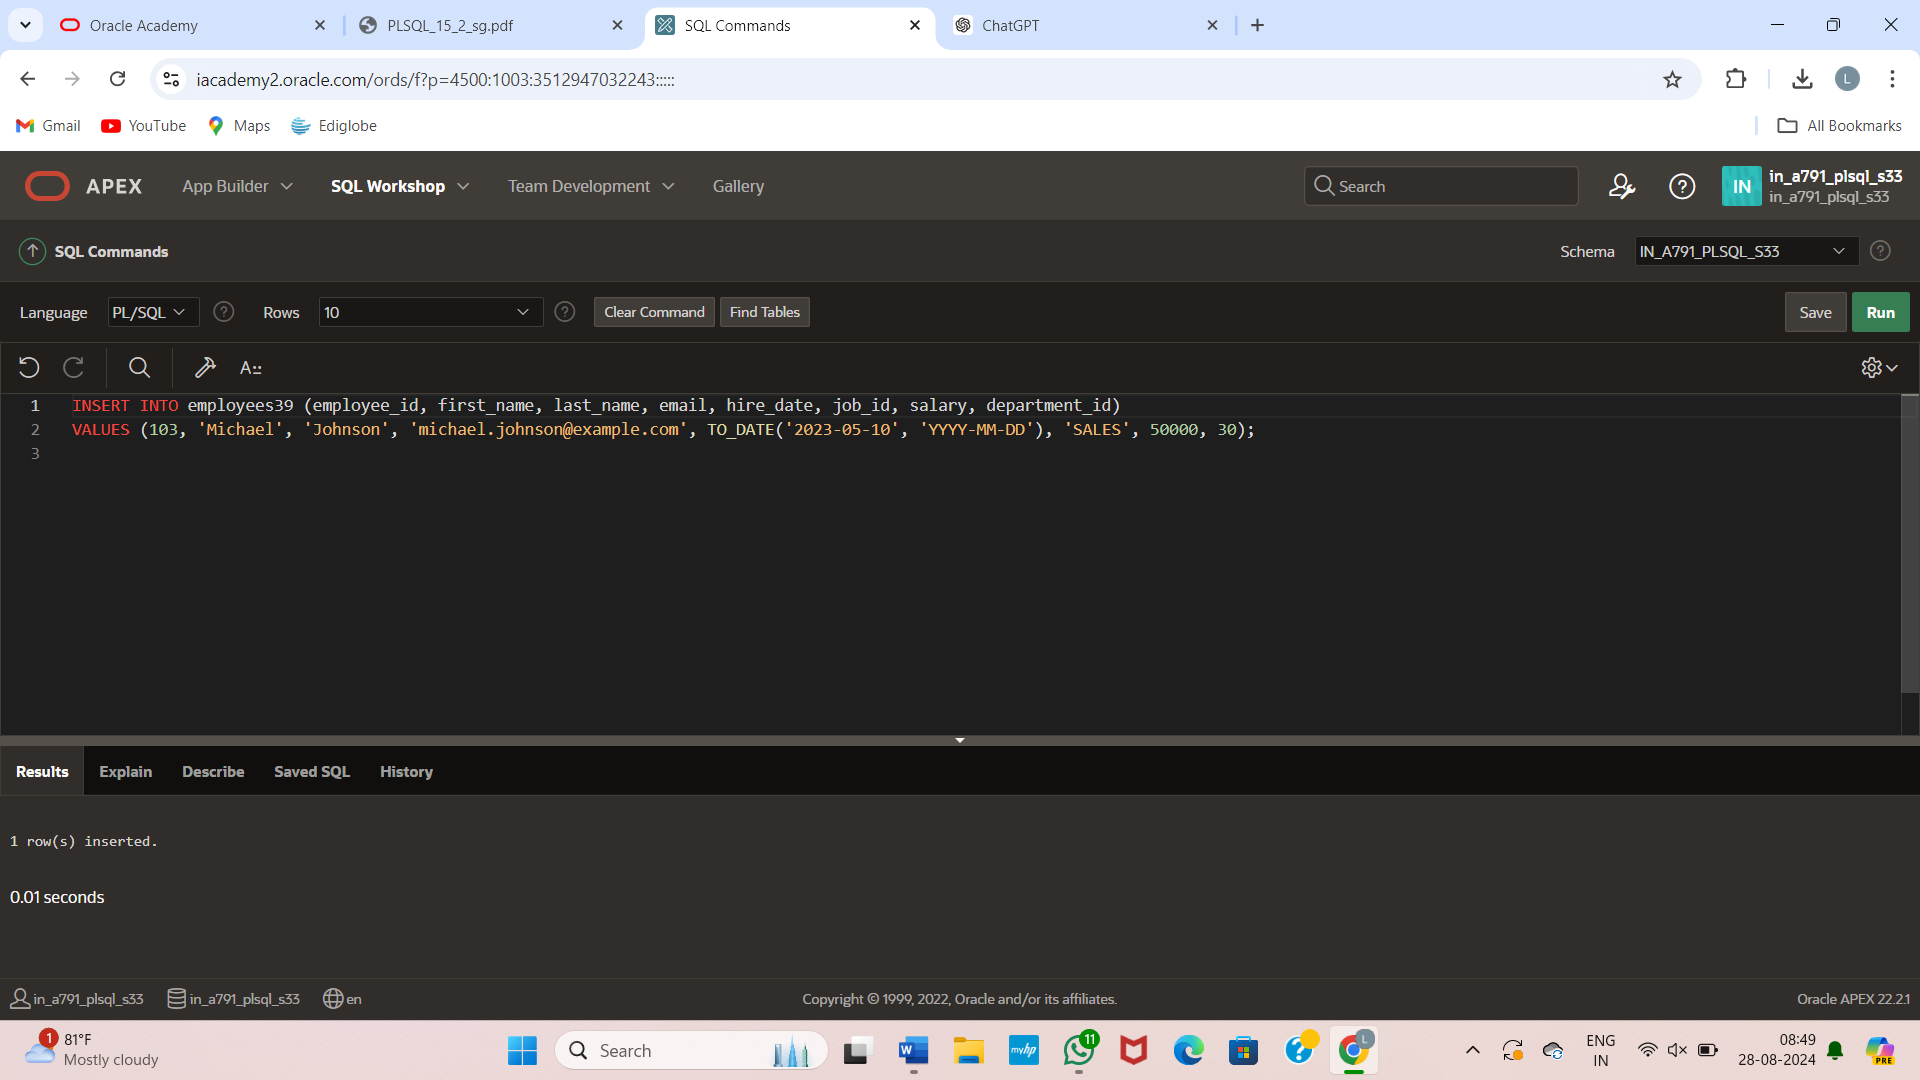 Oracle Academy
PLSQL_15_2_sg.pdf
SQL Commands
ChatGPT
iacademy2.oracle.com/ords/f?p=4500:1003:3512947032243:::::
L
Gmail
YouTube
Maps
Ediglobe
All Bookmarks
APEX
App Builder
SQL Workshop
Team Development
Gallery
Search
IN
in_a791_plsql_s33
in_a791_plsql_s33
SQL Commands
Schema
IN_A791_PLSQL_S33
Language
PL/SQL
Rows
10
Clear Command
Find Tables
Save
Run
A::
1 INSERT INTO employees39 (employee_id, first_name, last_name, email, hire_date, job_id, salary, department_id)
2 VALUES (103, 'Michael', 'Johnson', 'michael.johnson@example.com', TO_DATE('2023-05-10', 'YYYY-MM-DD'), 'SALES', 50000, 30);
3
Results
Explain
Describe
Saved SQL
History
1 row(s) inserted.
0.01 seconds
in_a791_plsql_s33
in_a791_plsql_s33
en
Copyright © 1999, 2022, Oracle and/or its affiliates.
Oracle APEX 22.2.1
1
81°F
Mostly cloudy
Search
W
myhp
11
L
ENG
IN
08:49
28-08-2024
PRE